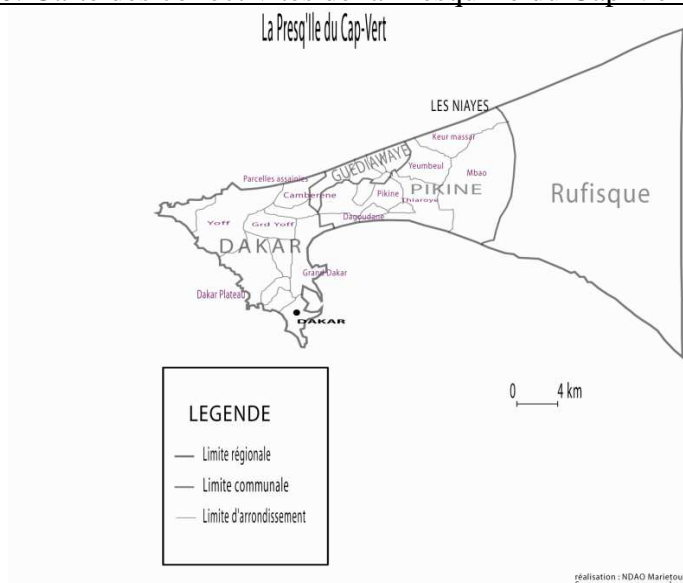 La Presq'Ile du Cap-Vert
LES NIAYES
Keur massar
GUÉDIAWAYE
Yeumbeul
Mbao
Parcelles assainies
Camberene
Pikine
PIKINE
Thiaroye
Rufisque
Dagoudane
Yoff
Grd Yoff
DAKAR
Grand Dakar
Dakar Plateau
DAKAR
0 4 km
LEGENDE
Limite régionale
Limite communale
Limite d'arrondissement
réalisation : NDAO Marietou